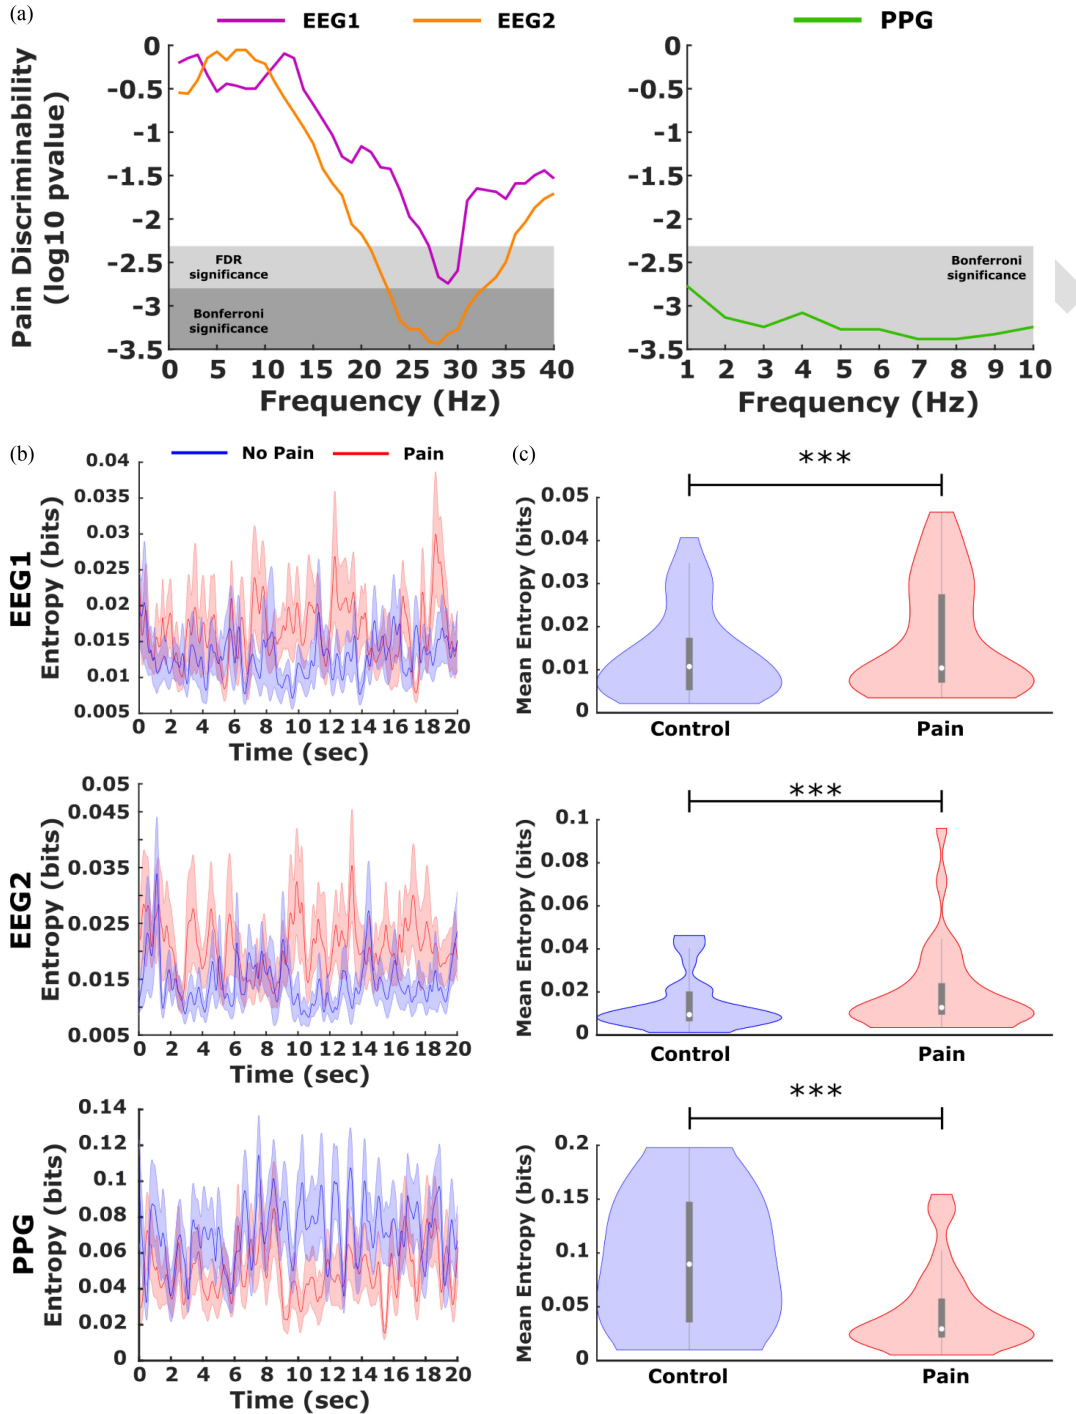 (a)
EEG1 EEG2 PPG
Pain Discriminability
(log10 pvalue)
0
-0.5
-1
-1.5
-2
-2.5
-3
-3.5
FDR
significance
Bonferroni
significance
0 5 10 15 20 25 30 35 40
Frequency (Hz)
0
-0.5
-1
-1.5
-2
-2.5
-3
-3.5
Bonferroni
significance
1 2 3 4 5 6 7 8 9 10
Frequency (Hz)
(b)
No Pain Pain
EEG1
Entropy (bits)
0.04
0.035
0.03
0.025
0.02
0.015
0.01
0.005
0 2 4 6 8 10 12 14 16 18 20
Time (sec)
EEG2
Entropy (bits)
0.05
0.045
0.035
0.025
0.015
0.005
0 2 4 6 8 10 12 14 16 18 20
Time (sec)
PPG
Entropy (bits)
0.14
0.12
0.1
0.08
0.06
0.04
0.02
0
0 2 4 6 8 10 12 14 16 18 20
Time (sec)
(c)
***
Mean Entropy (bits)
0.05
0.04
0.03
0.02
0.01
0
Control Pain
***
Mean Entropy (bits)
0.1
0.08
0.06
0.04
0.02
0
Control Pain
***
Mean Entropy (bits)
0.2
0.15
0.1
0.05
0
Control Pain